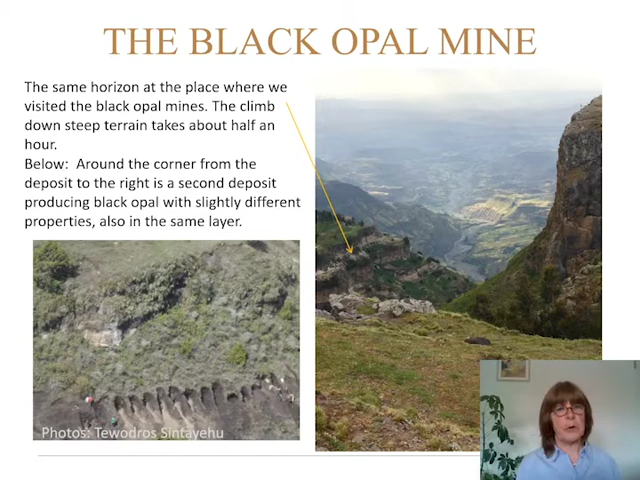 THE BLACK OPAL MINE
The same horizon at the place where we
visited the black opal mines. The climb
down steep terrain takes about half an
hour.
Below: Around the corner from the
deposit to the right is a second deposit
producing black opal with slightly different
properties, also in the same layer.
Photos: Tewodros Sintayehu